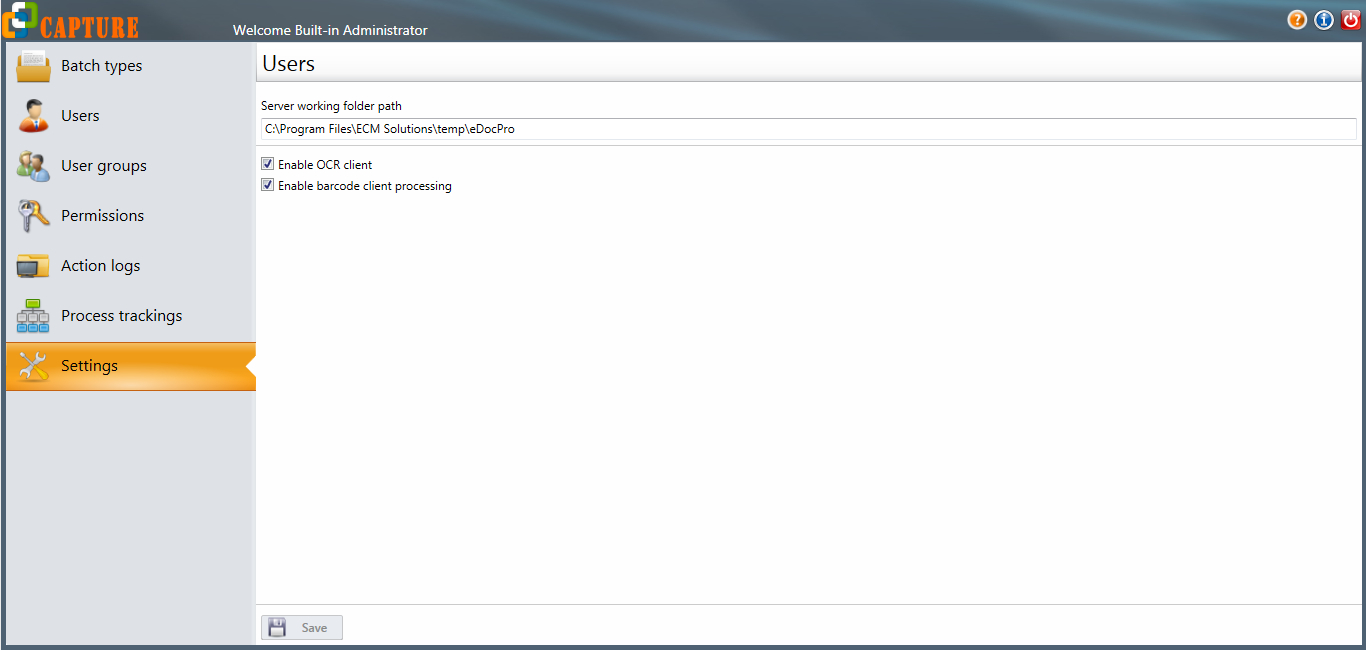 CAPTURE
Welcome Built-in Administrator
Batch types
Users
User groups
Permissions
Action logs
Process trackings
Settings
Users
Server working folder path
C:\Program Files\ECM Solutions\temp\eDocPro
Enable OCR client
Enable barcode client processing
Save